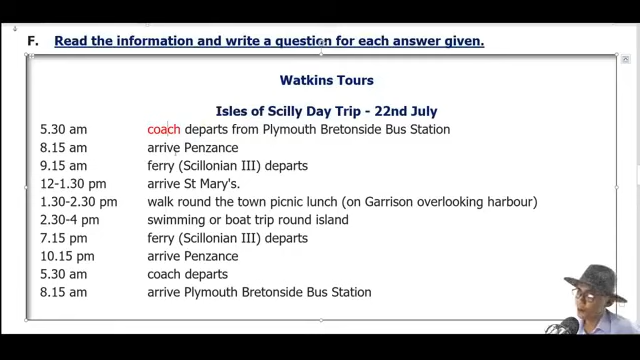 F. Read the information and write a question for each answer given.
Watkins Tours
Isles of Scilly Day Trip - 22nd July
5.30 am coach departs from Plymouth Bretonside Bus Station
8.15 am arrive Penzance
9.15 am ferry (Scillonian III) departs
12-1.30 pm arrive St Mary's.
1.30-2.30 pm walk round the town picnic lunch (on Garrison overlooking harbour)
2.30-4 pm swimming or boat trip round island
7.15 pm ferry (Scillonian III) departs
10.15 pm arrive Penzance
5.30 am coach departs
8.15 am arrive Plymouth Bretonside Bus Station